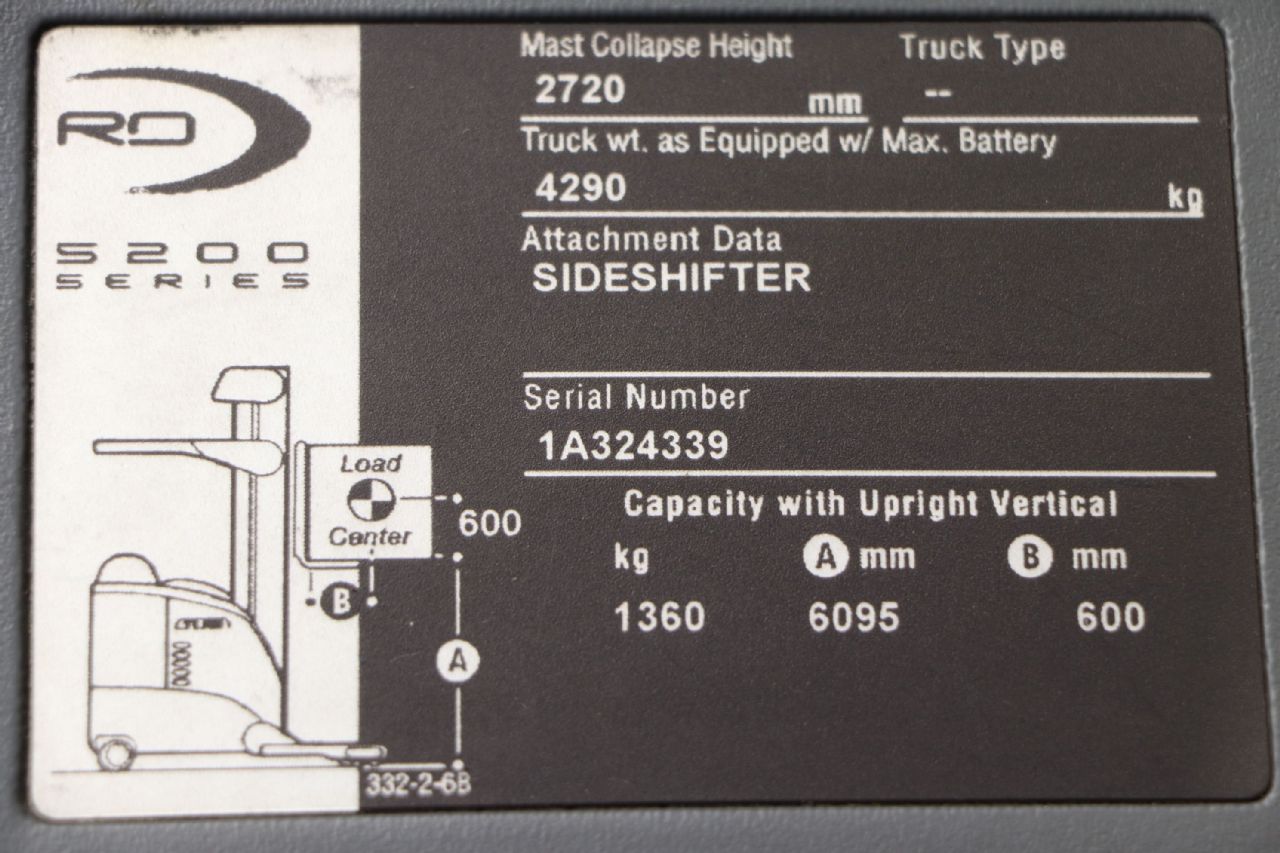 RD
5200
SERIES
Mast Collapse Height Truck Type
2720 mm --
Truck wt. as Equipped w/ Max. Battery
4290 kg
Attachment Data
SIDESHIFTER
Serial Number
1A324339
Capacity with Upright Vertical
kg A mm B mm
1360 6095 600
Load
Center
600
B
CROWN
A
332-2-6B